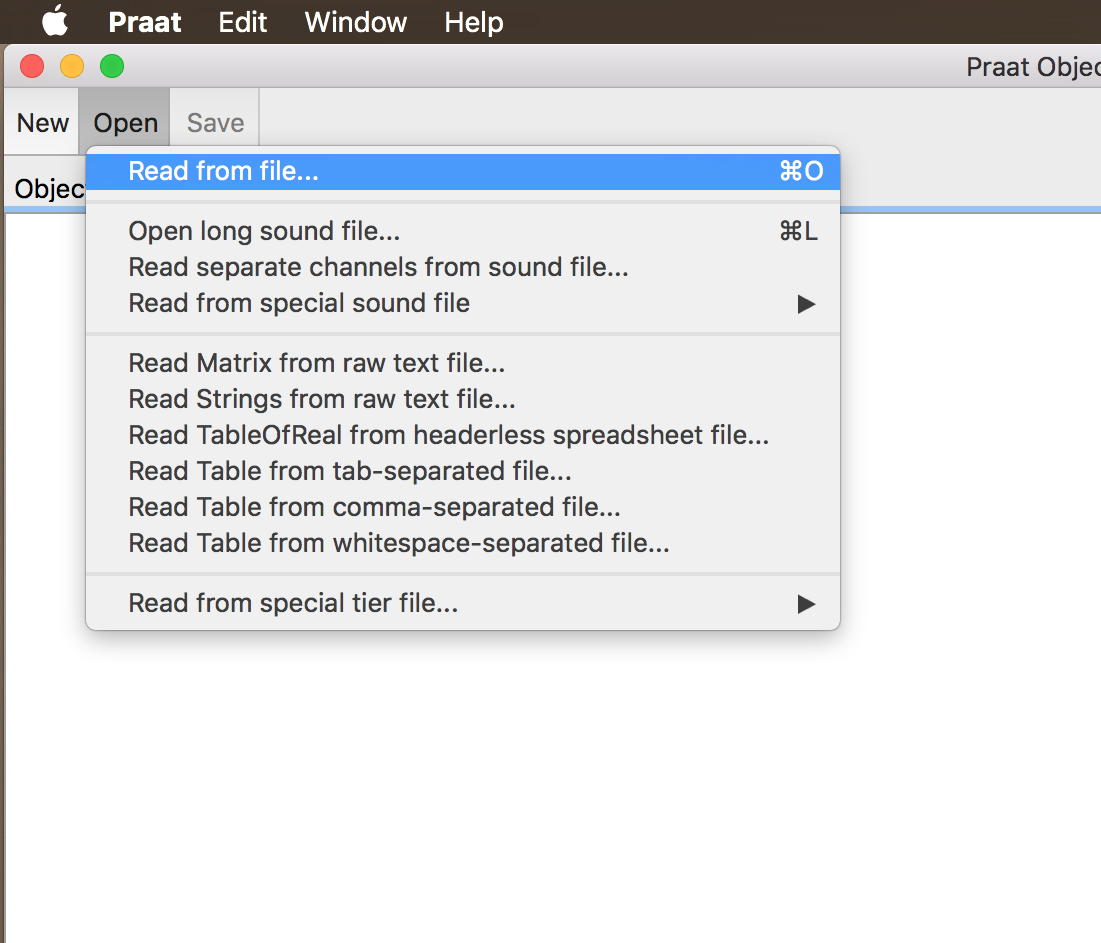 Praat Edit Window Help
Praat Objec
New Open Save
Objec
Read from file... ⌘O
Open long sound file... ⌘L
Read separate channels from sound file...
Read from special sound file
Read Matrix from raw text file...
Read Strings from raw text file...
Read TableOfReal from headerless spreadsheet file...
Read Table from tab-separated file...
Read Table from comma-separated file...
Read Table from whitespace-separated file...
Read from special tier file...